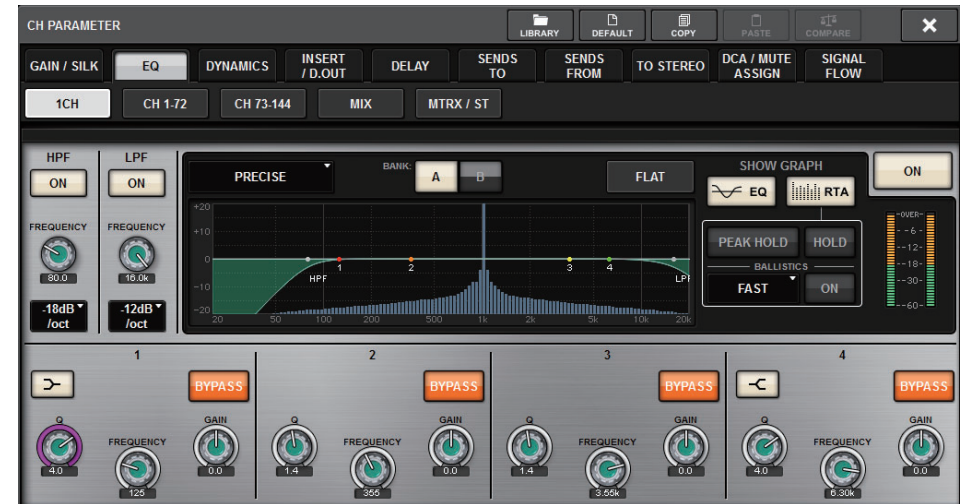 CH PARAMETER
LIBRARY DEFAULT COPY PASTE COMPARE
GAIN / SILK EQ DYNAMICS INSERT / D.OUT DELAY SENDS TO SENDS FROM TO STEREO DCA / MUTE ASSIGN SIGNAL FLOW
1CH CH 1-72 CH 73-144 MIX MTRX / ST
HPF LPF
ON ON
FREQUENCY FREQUENCY
80.0 16.0k
-18dB /oct -12dB /oct
PRECISE BANK: A B FLAT
+20
+10
0
-10
-20
HPF 1 2 3 4 LPF
20 50 100 200 500 1k 2k 5k 10k 20k
SHOW GRAPH
EQ RTA
PEAK HOLD HOLD
BALLISTICS
FAST ON
ON
-OVER-
-6-
-12-
-18-
-30-
-60-
1 2 3 4
BYPASS BYPASS BYPASS BYPASS
Q FREQUENCY GAIN Q FREQUENCY GAIN Q FREQUENCY GAIN Q FREQUENCY GAIN
4.0 125 0.0 1.4 355 0.0 1.4 3.55k 0.0 4.0 6.30k 0.0